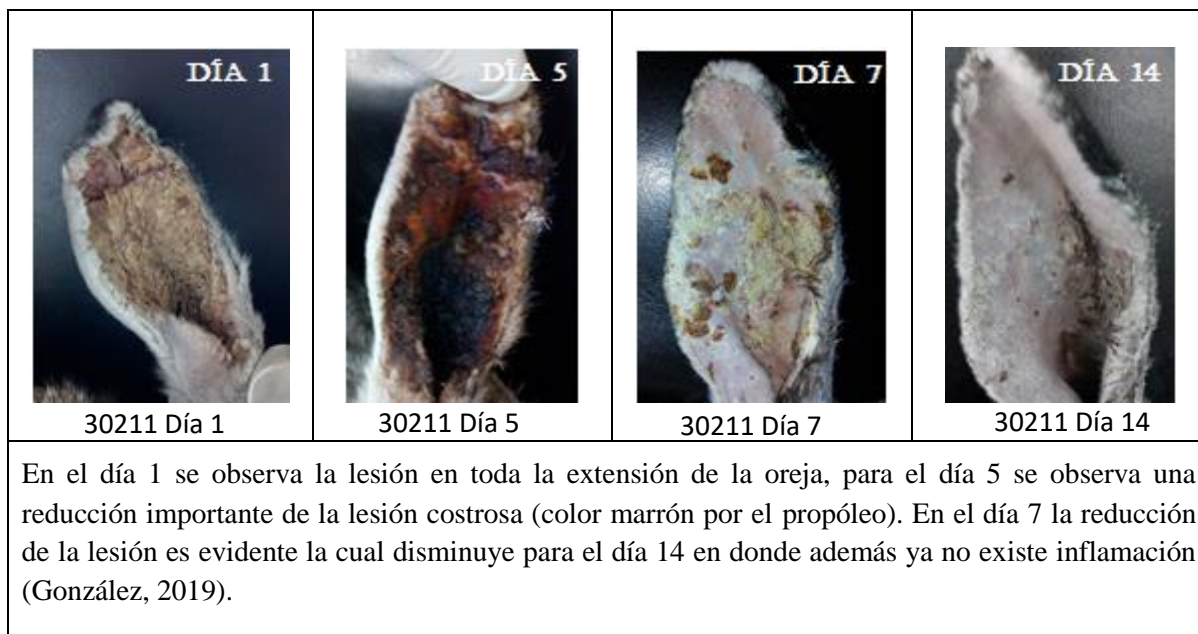 DÍA 1
DÍA 5
DÍA 7
DÍA 14
30211 Día 1
30211 Día 5
30211 Día 7
30211 Día 14
En el día 1 se observa la lesión en toda la extensión de la oreja, para el día 5 se observa una
reducción importante de la lesión costrosa (color marrón por el propóleo). En el día 7 la reducción
de la lesión es evidente la cual disminuye para el día 14 en donde además ya no existe inflamación
(González, 2019).